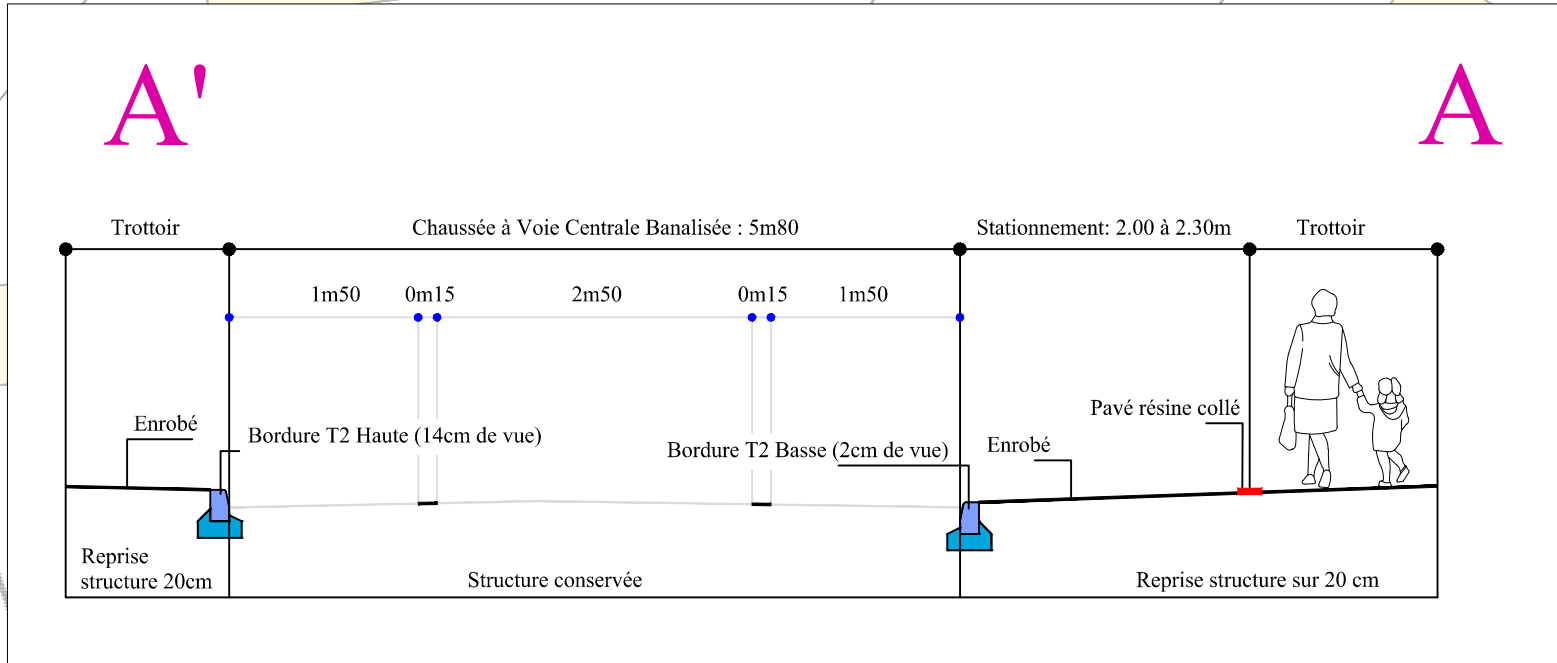 A'
A
Trottoir
Chaussée à Voie Centrale Banalisée : 5m80
Stationnement: 2.00 à 2.30m
Trottoir
1m50
0m15
2m50
0m15
1m50
Enrobé
Bordure T2 Haute (14cm de vue)
Bordure T2 Basse (2cm de vue)
Enrobé
Pavé résine collé
Reprise
structure 20cm
Structure conservée
Reprise structure sur 20 cm